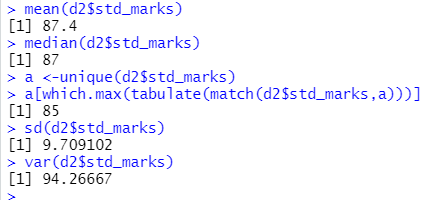 > mean(d2$std_marks)
[1] 87.4
> median(d2$std_marks)
[1] 87
> a <-unique(d2$std_marks)
> a[which.max(tabulate(match(d2$std_marks,a)))]
[1] 85
> sd(d2$std_marks)
[1] 9.709102
> var(d2$std_marks)
[1] 94.26667
>